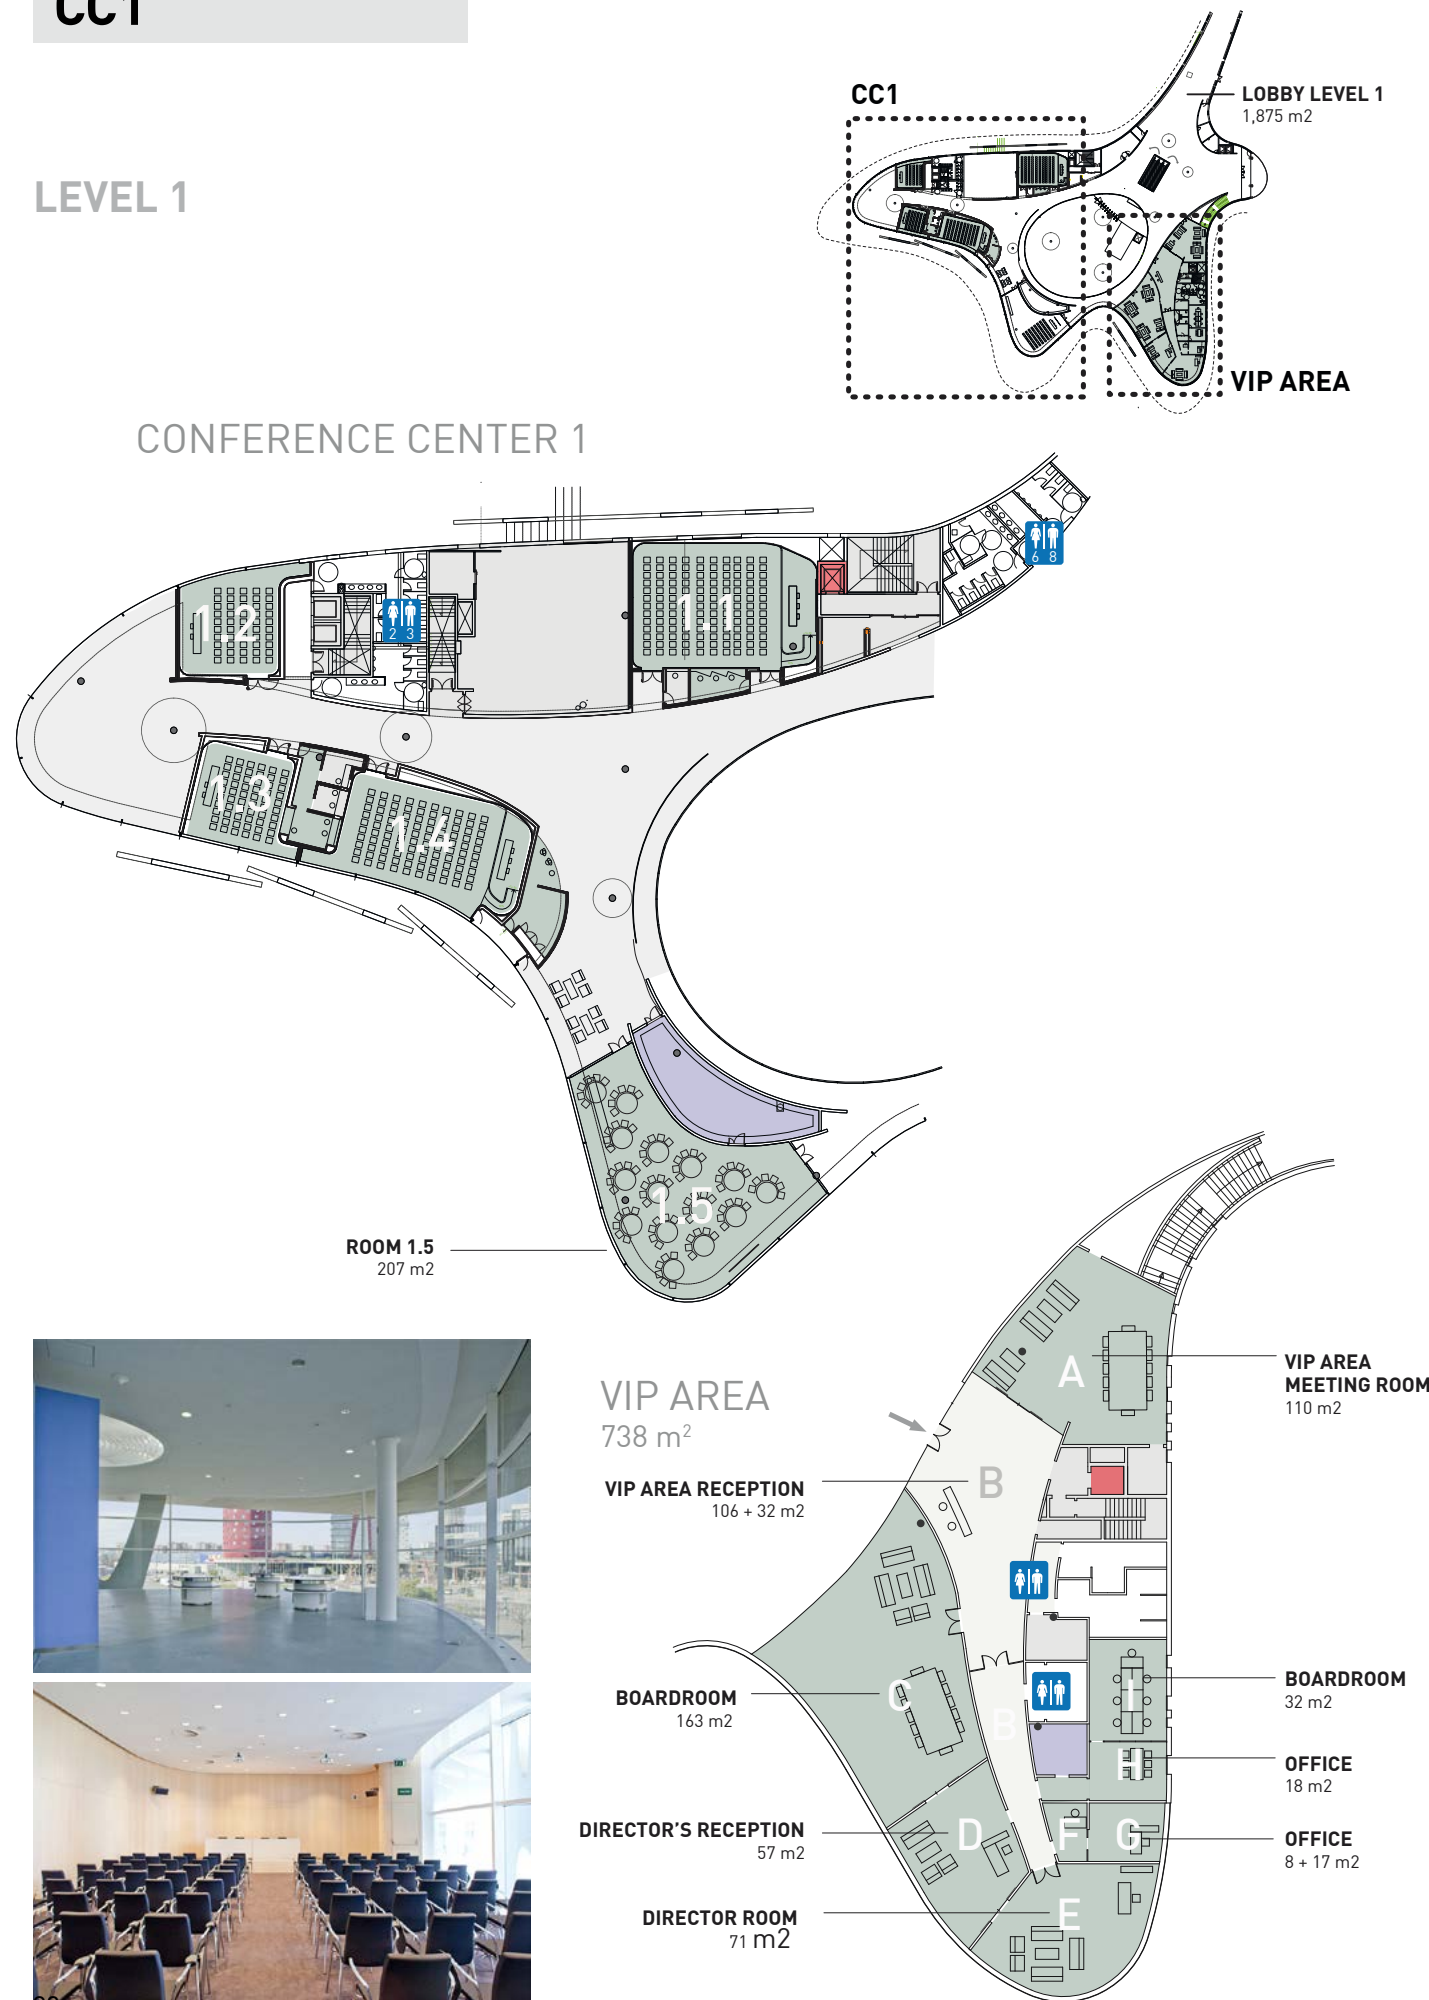 CC1
CC1
LOBBY LEVEL 1
1,875 m2
LEVEL 1
VIP AREA
CONFERENCE CENTER 1
6 8
1.2
2 3
1.1
1.3
1.4
1.5
ROOM 1.5
207 m2
A
VIP AREA
MEETING ROOM
110 m2
VIP AREA
738 m²
B
VIP AREA RECEPTION
106 + 32 m2
BOARDROOM
163 m2
C
B
I
BOARDROOM
32 m2
H
OFFICE
18 m2
DIRECTOR'S RECEPTION
57 m2
D
F
G
OFFICE
8 + 17 m2
DIRECTOR ROOM
71 m2
E